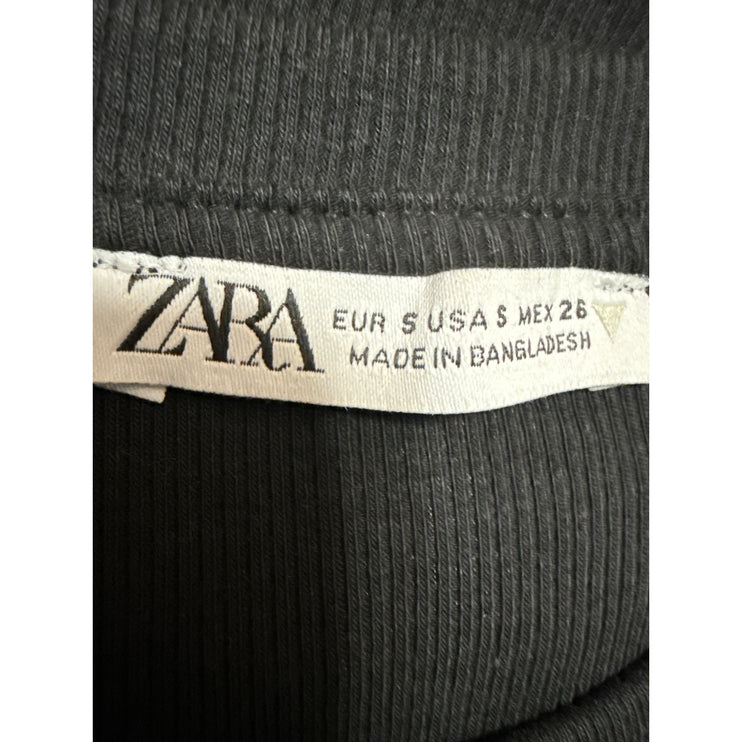 ZARA
EUR S USA S MEX 26
MADE IN BANGLADESH